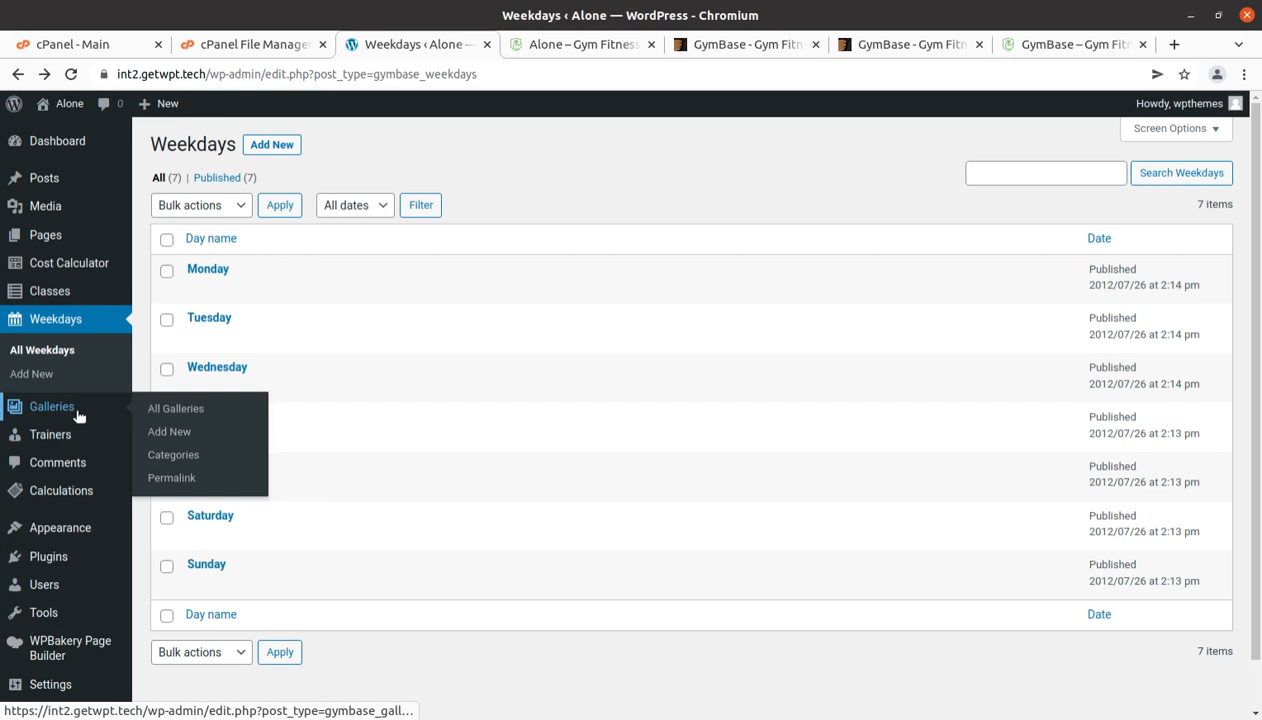 Weekdays ‹ Alone — WordPress - Chromium
cPanel - Main
cPanel File Manager
Weekdays ‹ Alone —
Alone – Gym Fitness
GymBase - Gym Fitn
GymBase - Gym Fitn
GymBase – Gym Fit
int2.getwpt.tech/wp-admin/edit.php?post_type=gymbase_weekdays
Alone
0
New
Howdy, wpthemes
Dashboard
Posts
Media
Pages
Cost Calculator
Classes
Weekdays
All Weekdays
Add New
Galleries
Trainers
Comments
Calculations
Appearance
Plugins
Users
Tools
WPBakery Page
Builder
Settings
All Galleries
Add New
Categories
Permalink
Weekdays Add New
Screen Options
All (7) | Published (7)
Search Weekdays
Bulk actions Apply All dates Filter
7 items
Day name Date
Monday Published
2012/07/26 at 2:14 pm
Tuesday Published
2012/07/26 at 2:14 pm
Wednesday Published
2012/07/26 at 2:14 pm
Published
2012/07/26 at 2:13 pm
Published
2012/07/26 at 2:13 pm
Saturday Published
2012/07/26 at 2:13 pm
Sunday Published
2012/07/26 at 2:13 pm
Day name Date
Bulk actions Apply
7 items
https://int2.getwpt.tech/wp-admin/edit.php?post_type=gymbase_gall...